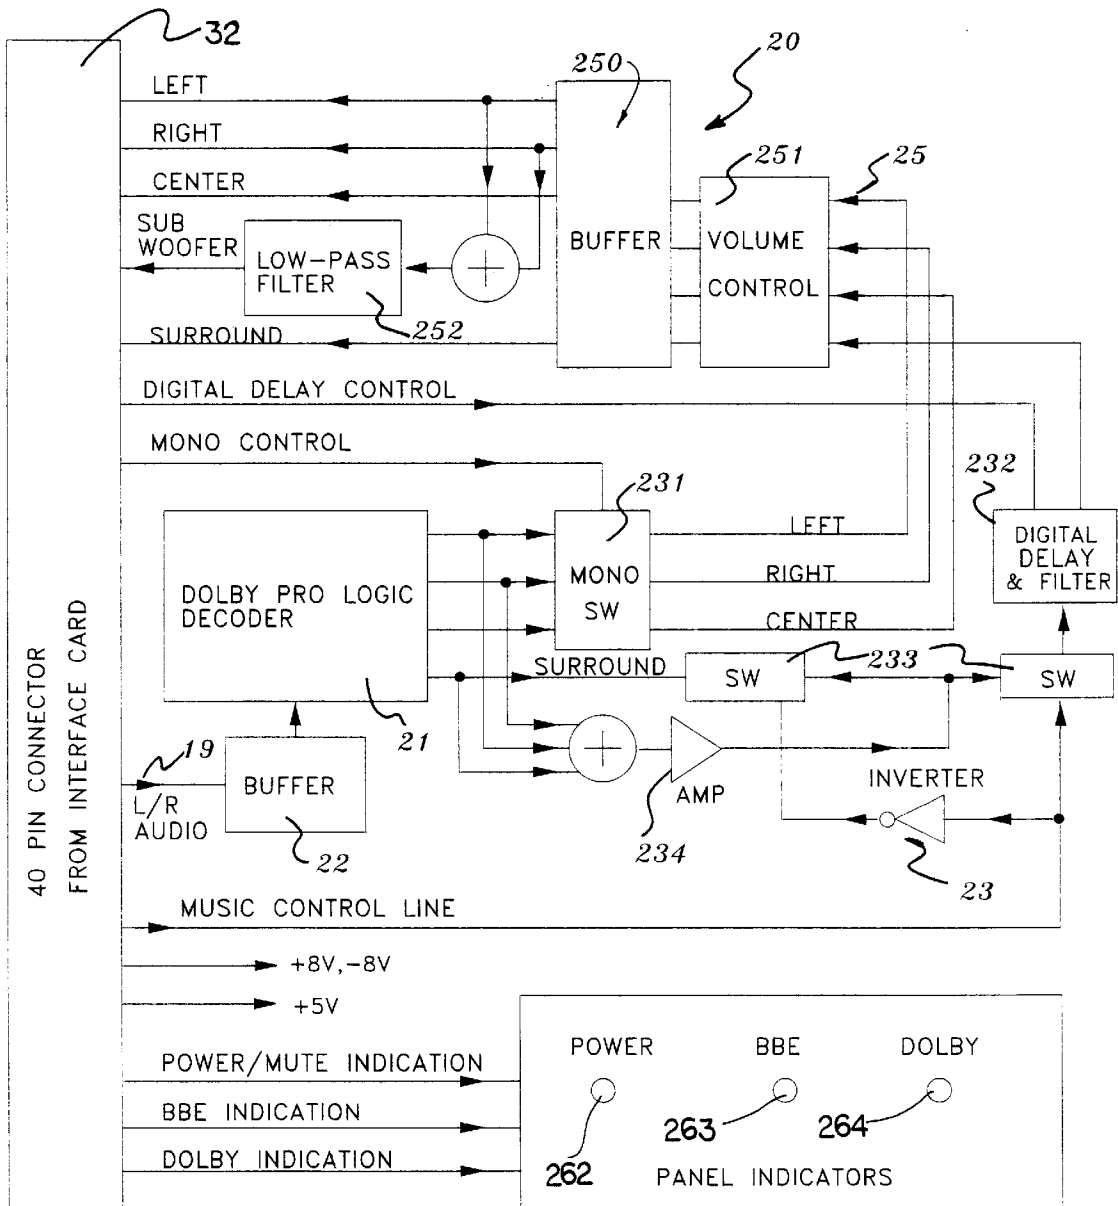 32
20
250
LEFT
RIGHT
251
25
CENTER
SUB
WOOFER
LOW-PASS
FILTER
252
BUFFER
VOLUME
CONTROL
SURROUND
DIGITAL DELAY CONTROL
MONO CONTROL
231
232
LEFT
DIGITAL
DELAY
& FILTER
MONO
SW
RIGHT
DOLBY PRO LOGIC
DECODER
CENTER
SURROUND
SW
233
SW
21
19
BUFFER
L/R
AUDIO
22
AMP
234
INVERTER
23
40 PIN CONNECTOR
FROM INTERFACE CARD
MUSIC CONTROL LINE
+8V,-8V
+5V
POWER/MUTE INDICATION
BBE INDICATION
DOLBY INDICATION
POWER
BBE
DOLBY
262
263
264
PANEL INDICATORS